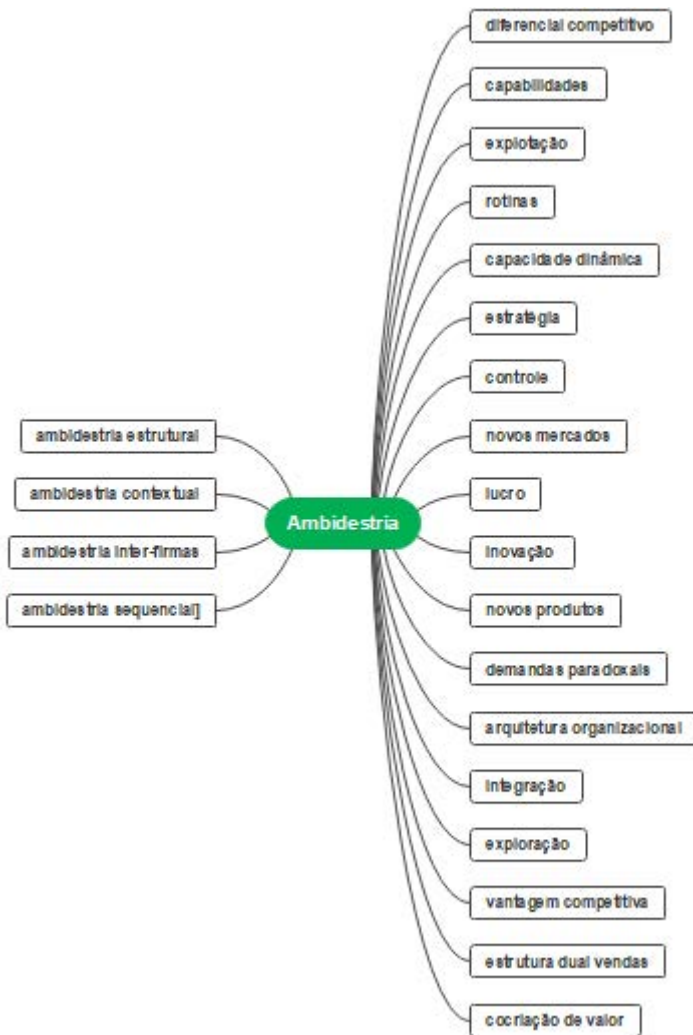 diferencial competitivo
capabilidades
explotação
rotinas
capacidade dinâmica
estratégia
controle
novos mercados
lucro
inovação
novos produtos
demandas paradoxais
arquitetura organizacional
integração
exploração
vantagem competitiva
estrutura dual vendas
cocriação de valor
Ambidestria
ambidestria estrutural
ambidestria contextual
ambidestria inter-firmas
ambidestria sequencial]